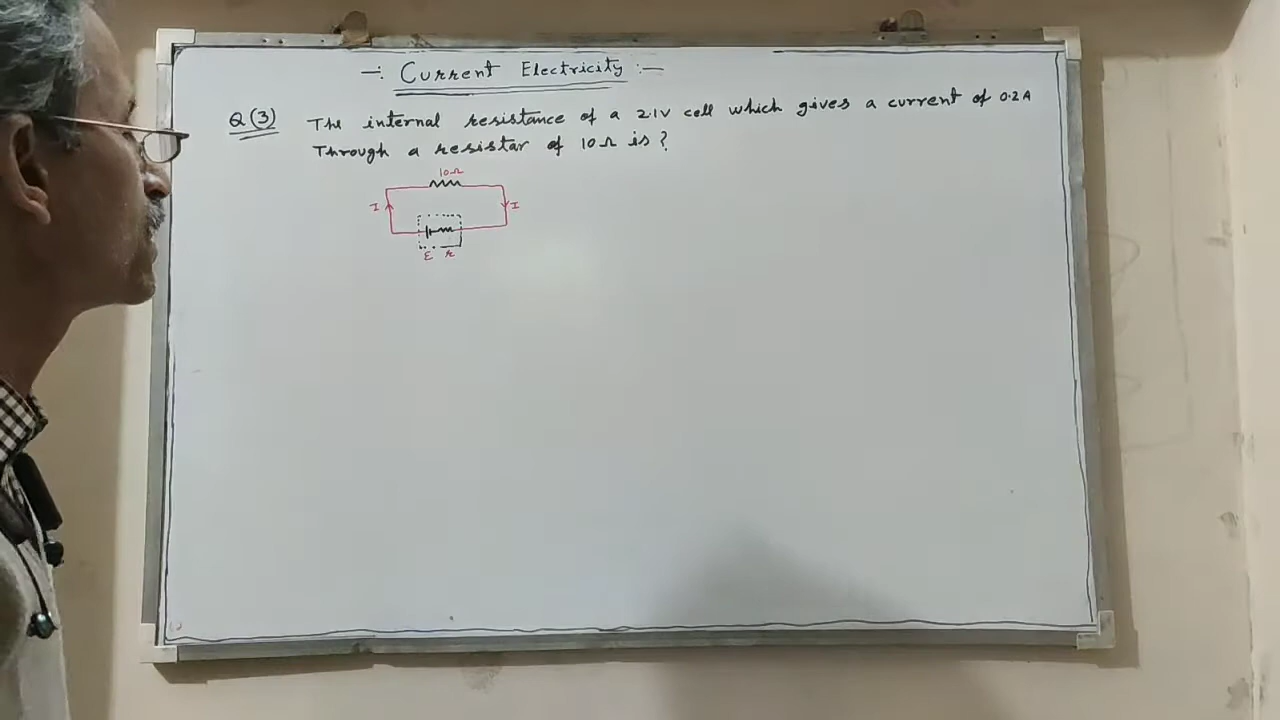 -: Current Electricity :-
Q(3) The internal resistance of a 2.1V cell which gives a current of 0.2A
Through a resistar of 10Ω is ?
10Ω
I I
E r